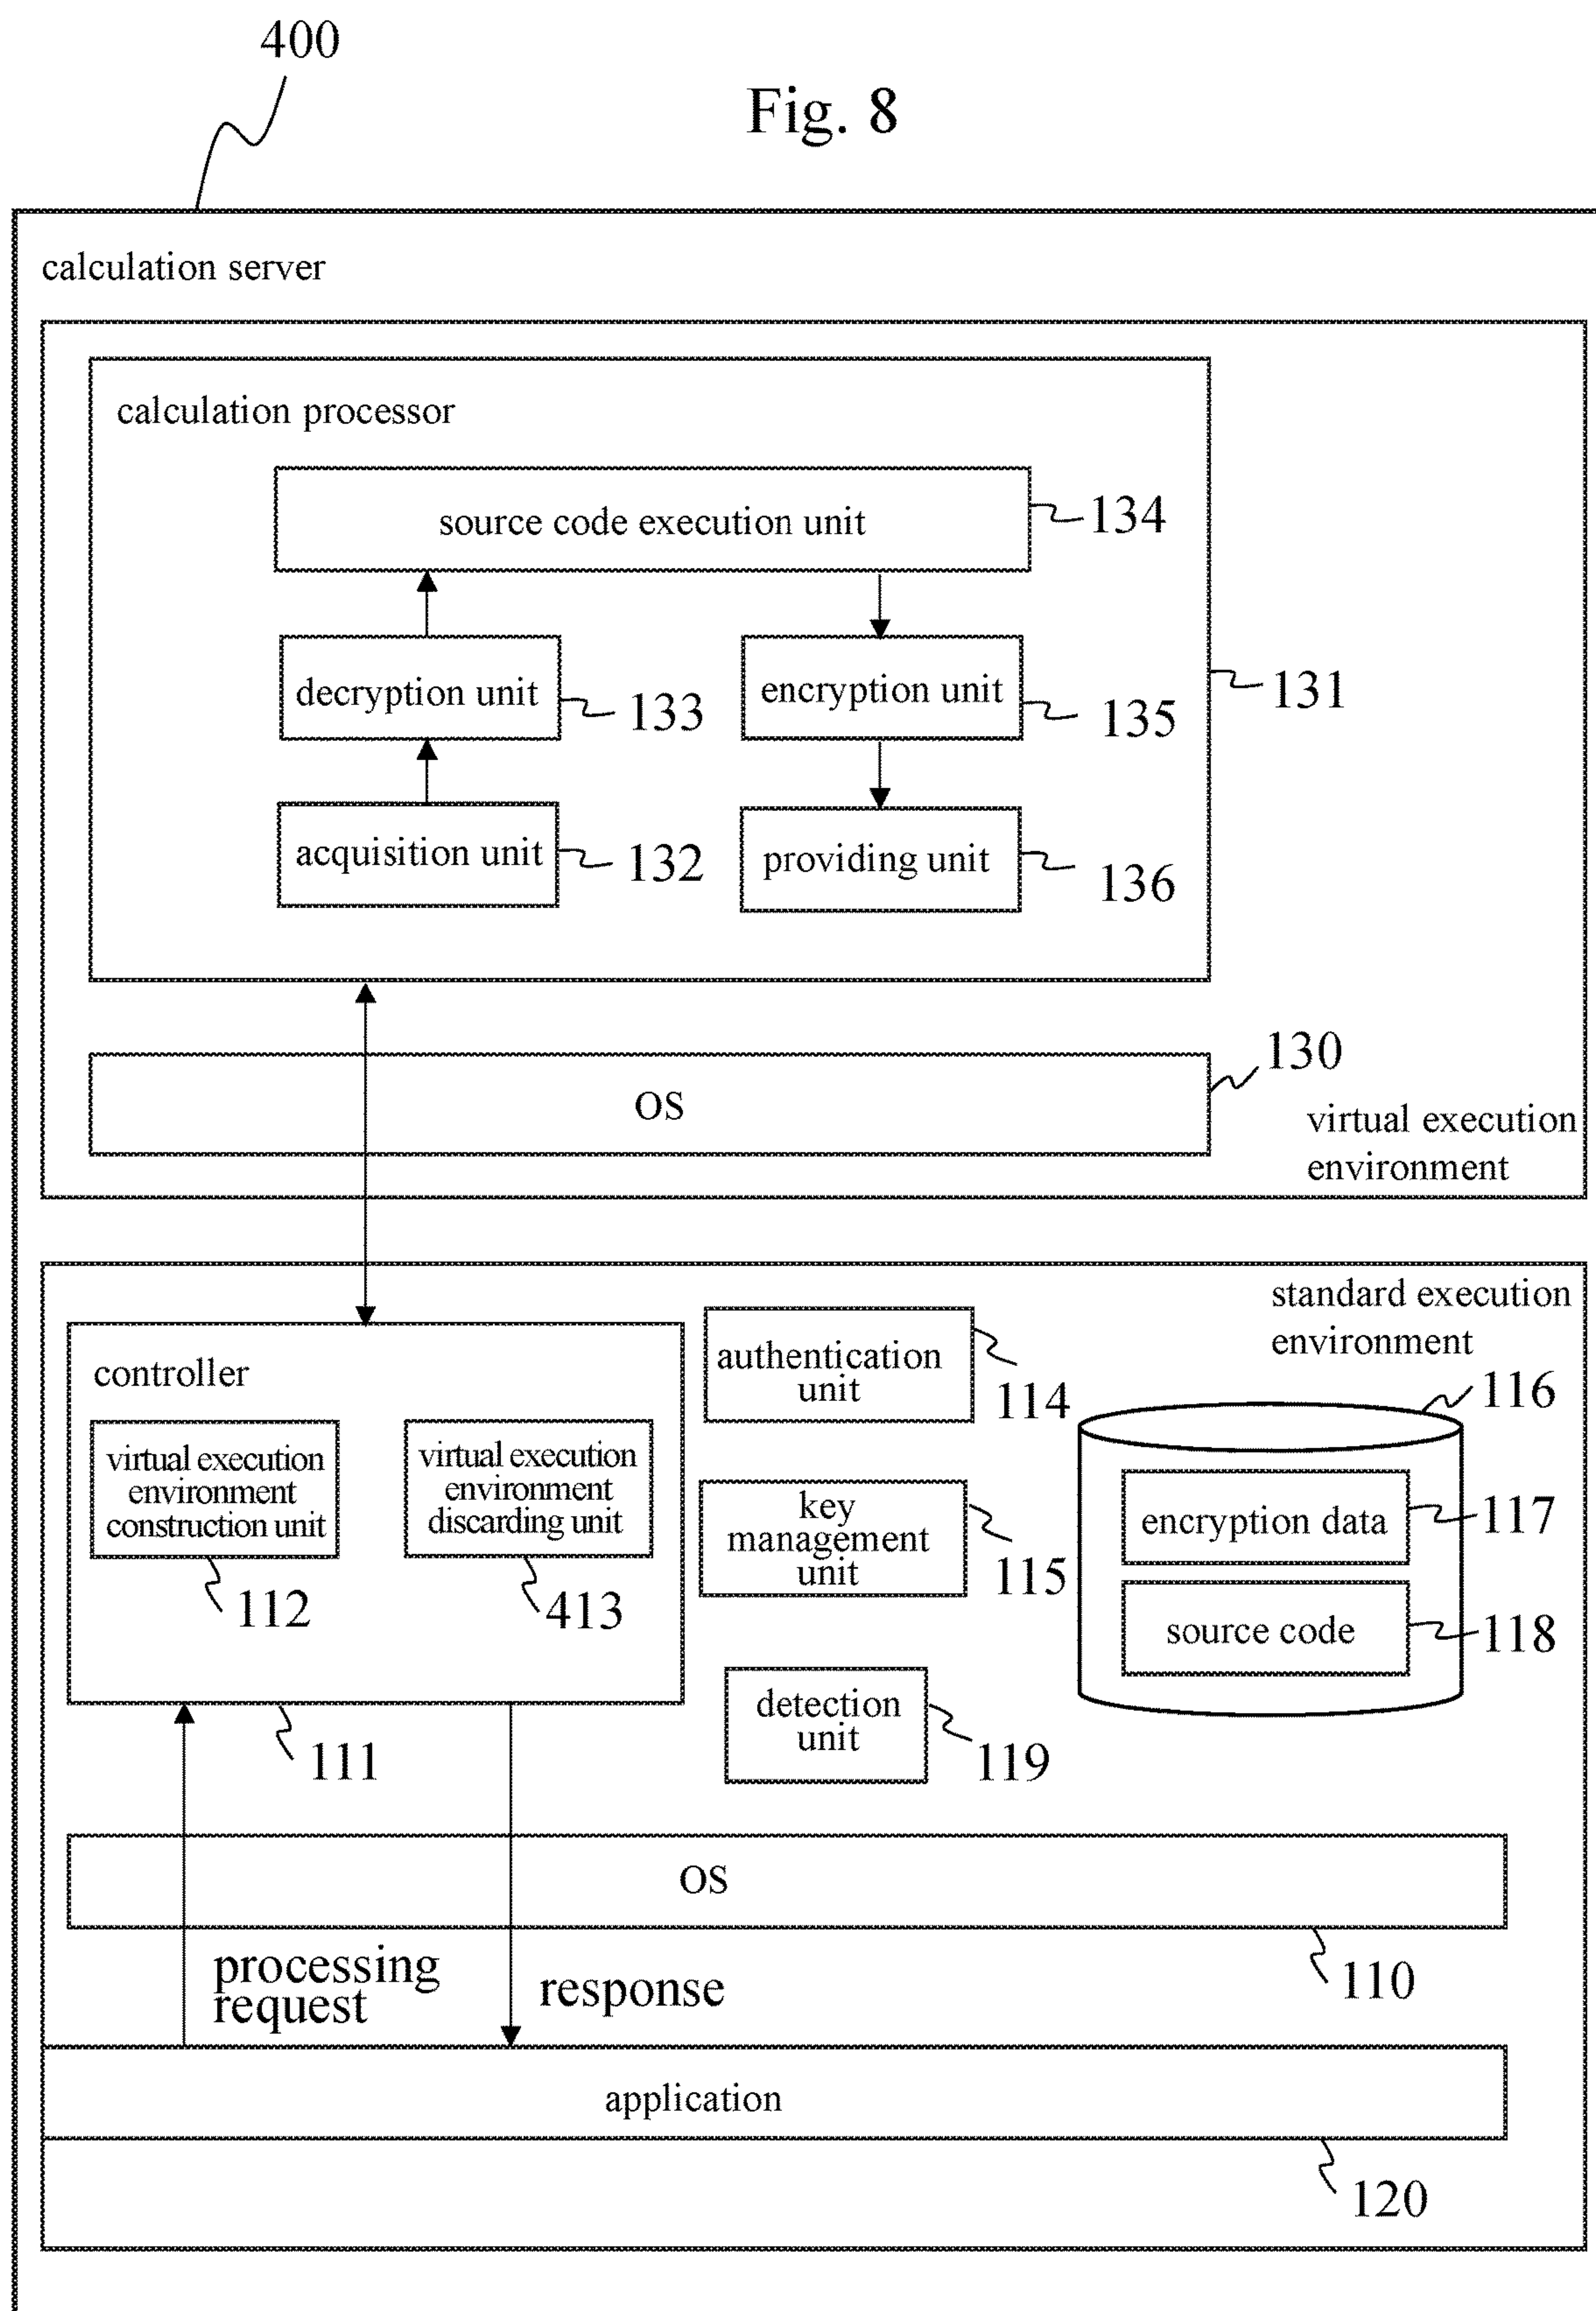 400
Fig. 8
calculation server
calculation processor
source code execution unit
134
decryption unit
133
encryption unit
135
131
acquisition unit
132
providing unit
136
OS
130
virtual execution
environment
standard execution
environment
controller
virtual execution
environment
construction unit
112
virtual execution
environment
discarding unit
413
authentication
unit
114
key
management
unit
115
116
encryption data
117
source code
118
detection
unit
119
111
OS
110
processing
request
response
application
120